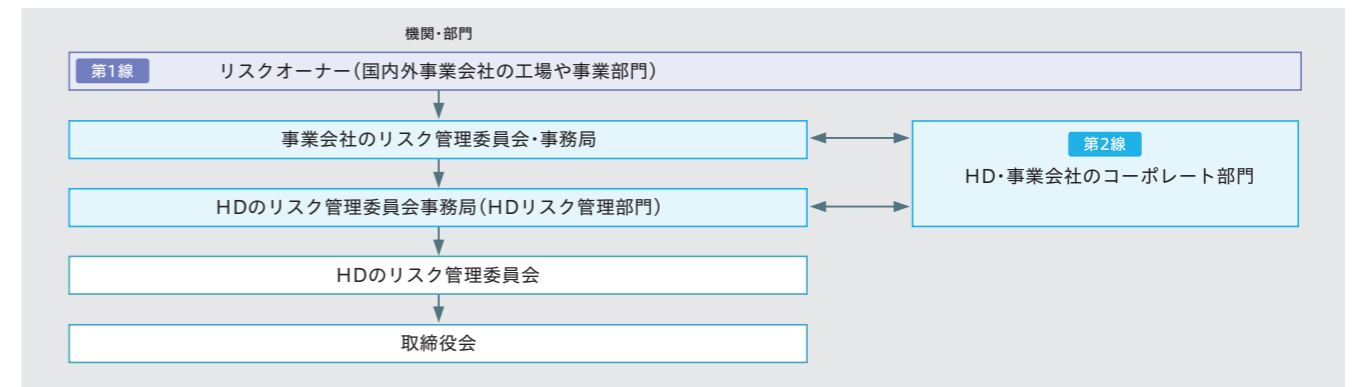 機関・部門
第1線 リスクオーナー(国内外事業会社の工場や事業部門)
事業会社のリスク管理委員会・事務局
第2線
HD・事業会社のコーポレート部門
HDのリスク管理委員会事務局(HDリスク管理部門)
HDのリスク管理委員会
取締役会